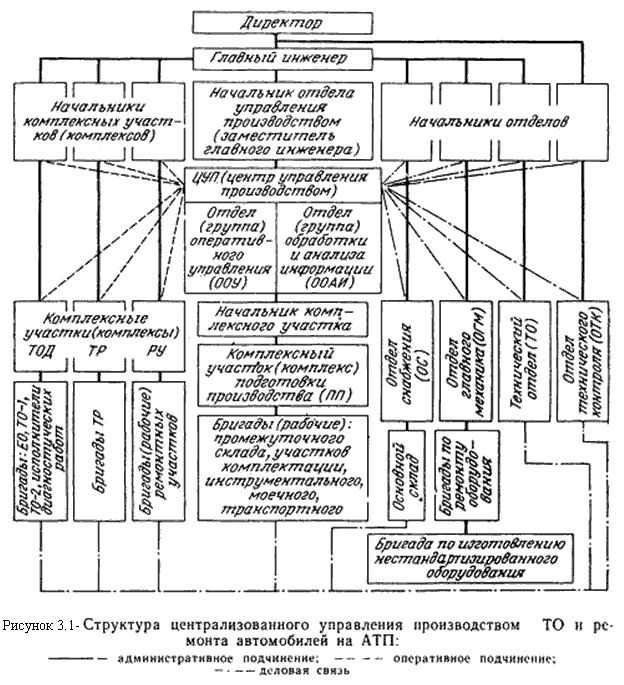 Директор
Главный инженер
Начальники
комплексных участ-
ков (комплексов)
Начальник отдела
управления
производством
(заместитель
главного инженера)
Начальники отделов
ЦУП (центр управления
производством)
Отдел
(группа)
оператив-
ного
управления
(ООУ)
Отдел
(группа)
обработки
и анализа
информации
(ООАИ)
Комплексные
участки (комплексы)
ТОД ТР РУ
Начальник комп-
лексного участка
Комплексный
участок (комплекс)
подготовки
производства (ПП)
Отдел
снабжения
(ОС)
Отдел
главного
механика (ОГМ)
Технический
отдел (ТО)
Отдел
технического
контроля (ОТК)
Бригады: ЕО, ТО-1,
ТО-2, исполнители
диагностических
работ
Бригады ТР
Бригады (рабочие)
ремонтных
участков
Бригады (рабочие):
промежуточного
склада, участков
комплектации,
инструментального,
моечного,
транспортного
Основной
склад
Бригады по
ремонту
оборудо-
вания
Бригада по изготовлению
нестандартизированного
оборудования
Рисунок 3.1- Структура централизованного управления производством ТО и ре-
монта автомобилей на АТП:
——— административное подчинение; – – – оперативное подчинение;
–·–·– деловая связь